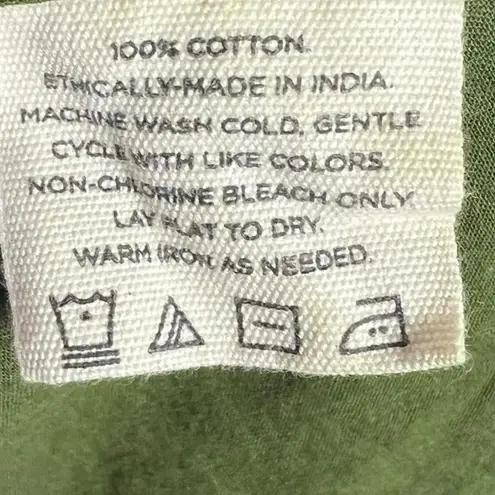 100% COTTON.
ETHICALLY-MADE IN INDIA.
MACHINE WASH COLD, GENTLE
CYCLE WITH LIKE COLORS.
NON-CHLORINE BLEACH ONLY.
LAY FLAT TO DRY.
WARM IRON AS NEEDED.